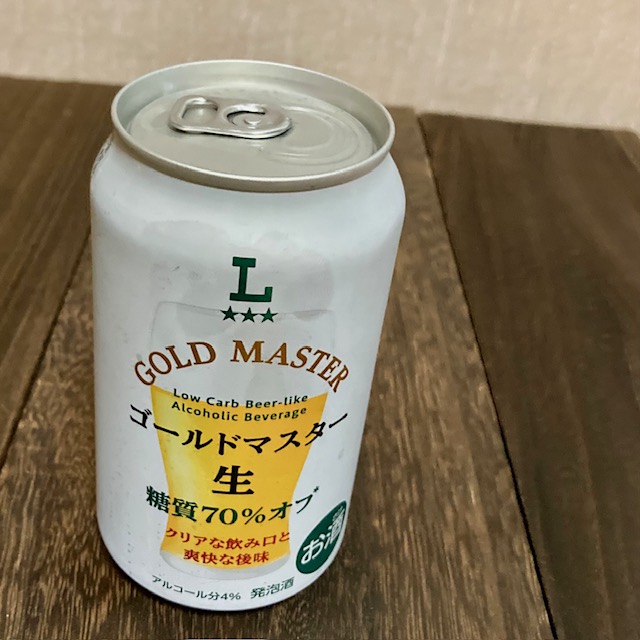 L
★★★
GOLD MASTER
Low Carb Beer-like
Alcoholic Beverage
ゴールドマスター
生
糖質70%オフ*
クリアな飲み口と
爽快な後味
お酒
アルコール分4% 発泡酒